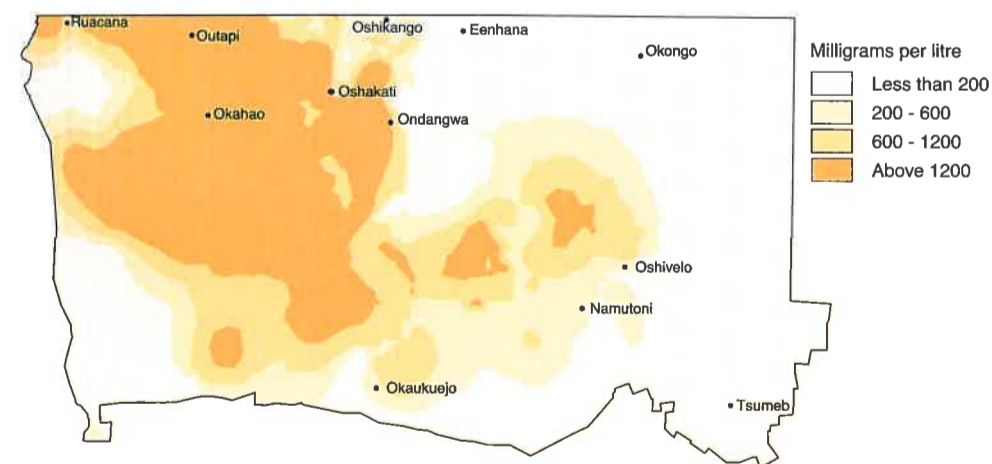 Ruacana
Outapi
Oshikango
Eenhana
Okongo
Milligrams per litre
Less than 200
200 - 600
600 - 1200
Above 1200
Oshakati
Okahao
Ondangwa
Oshivelo
Namutoni
Okaukuejo
Tsumeb